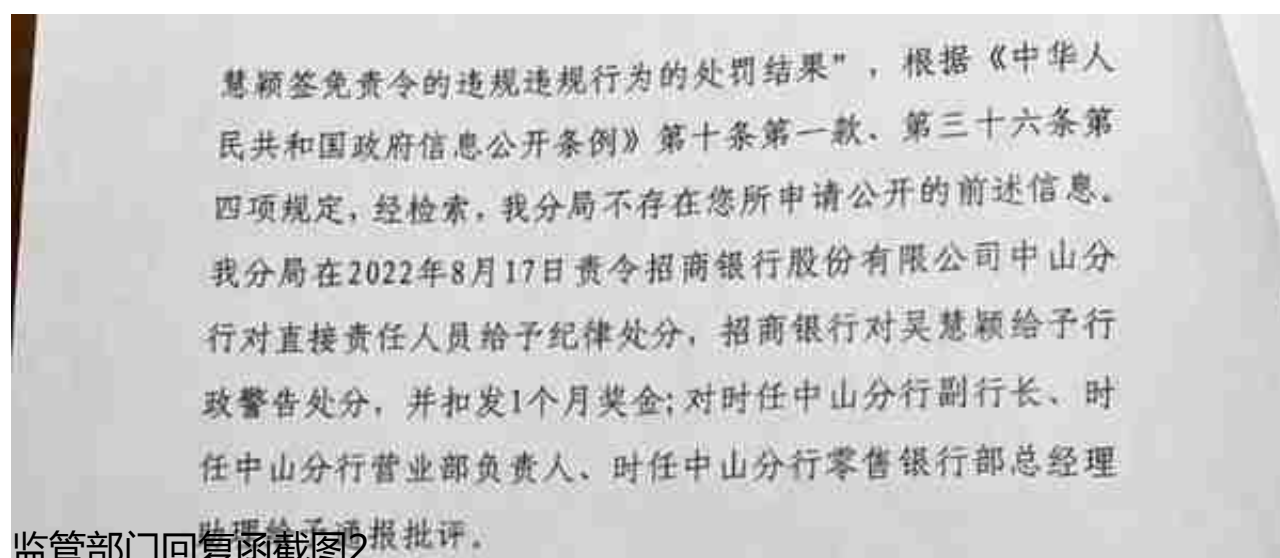 慧颖签免责令的违规违规行为的处罚结果”，根据《中华人
民共和国政府信息公开条例》第十条第一款、第三十六条第
四项规定，经检索，我分局不存在您所申请公开的前述信息。
我分局在2022年8月17日责令招商银行股份有限公司中山分
行对直接责任人员给予纪律处分，招商银行对吴慧颖给予行
政警告处分，并扣发1个月奖金;对时任中山分行副行长、时
任中山分行营业部负责人、时任中山分行零售银行部总经理
助理给予通报批评。
监管部门回复函截图2